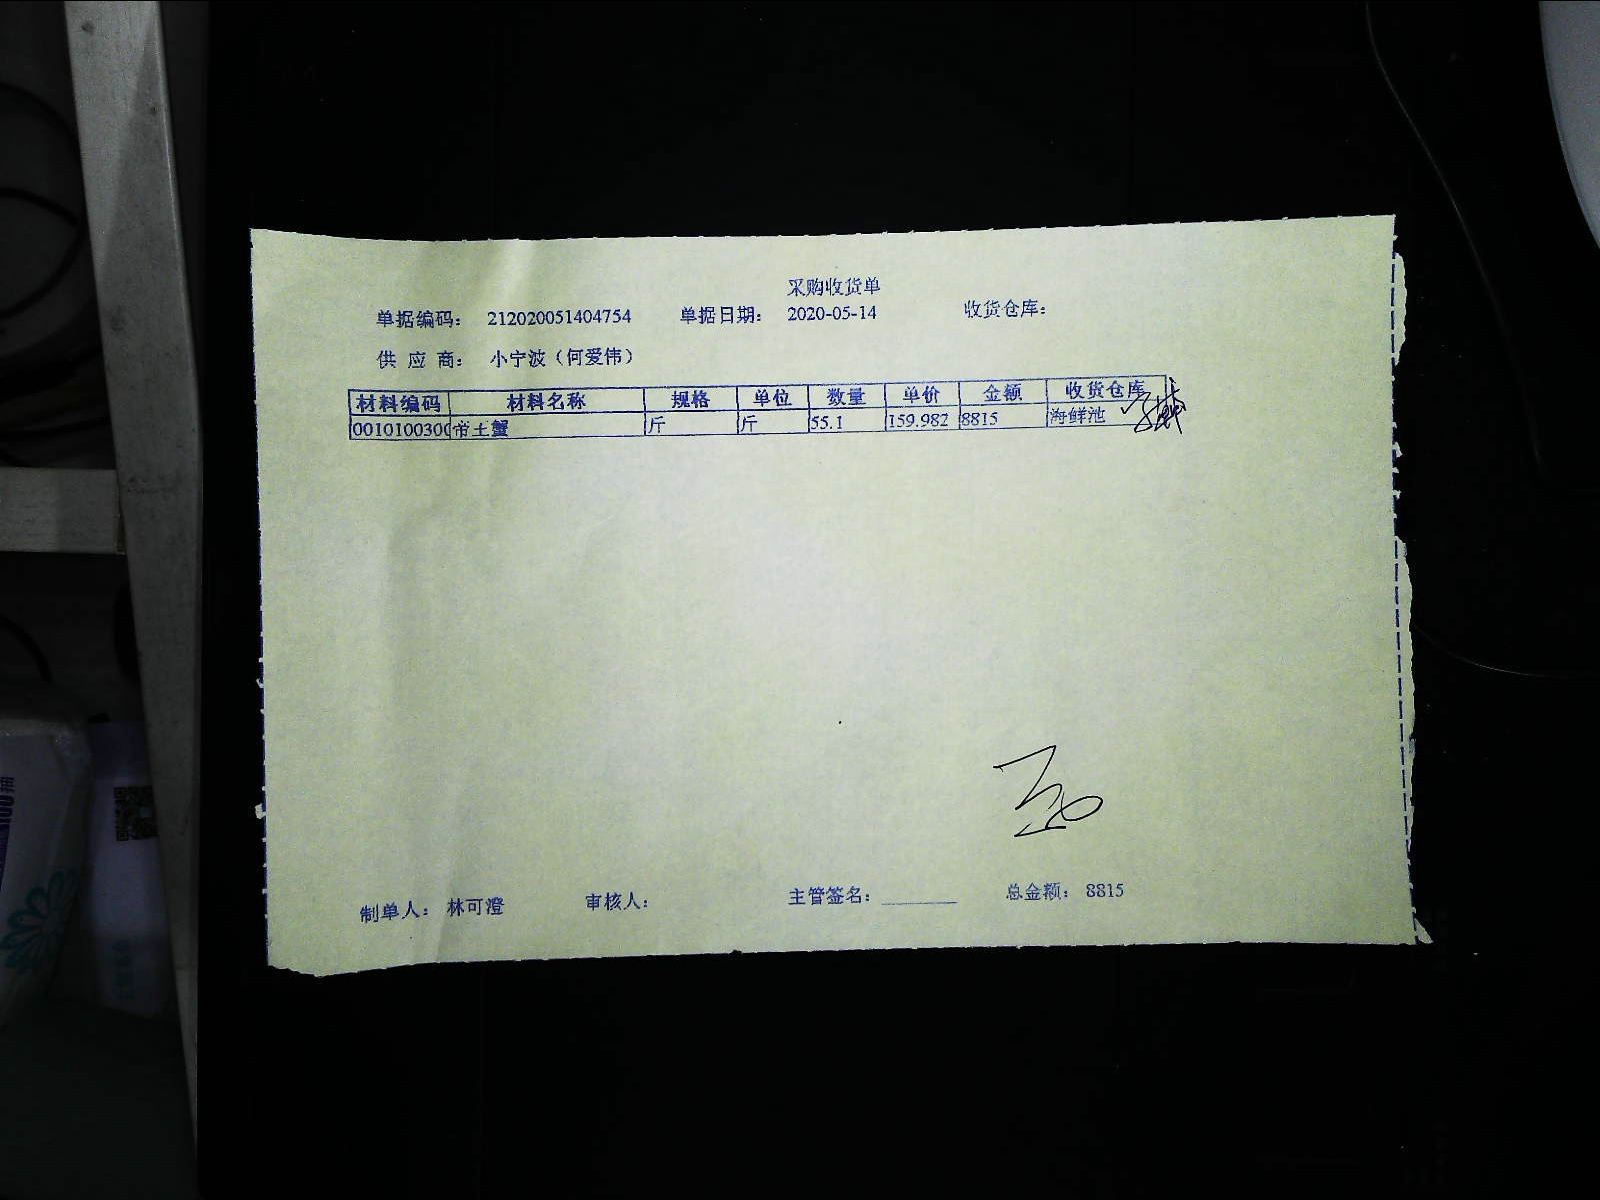 采购收货单
单据编码: 212020051404754 单据日期: 2020-05-14 收货仓库:
供 应 商: 小宁波（何爱伟）
材料编码 材料名称 规格 单位 数量 单价 金额 收货仓库
0010100300 帝王蟹 斤 斤 55.1 159.982 8815 海鲜池
制单人: 林可澄 审核人: 主管签名: 总金额: 8815